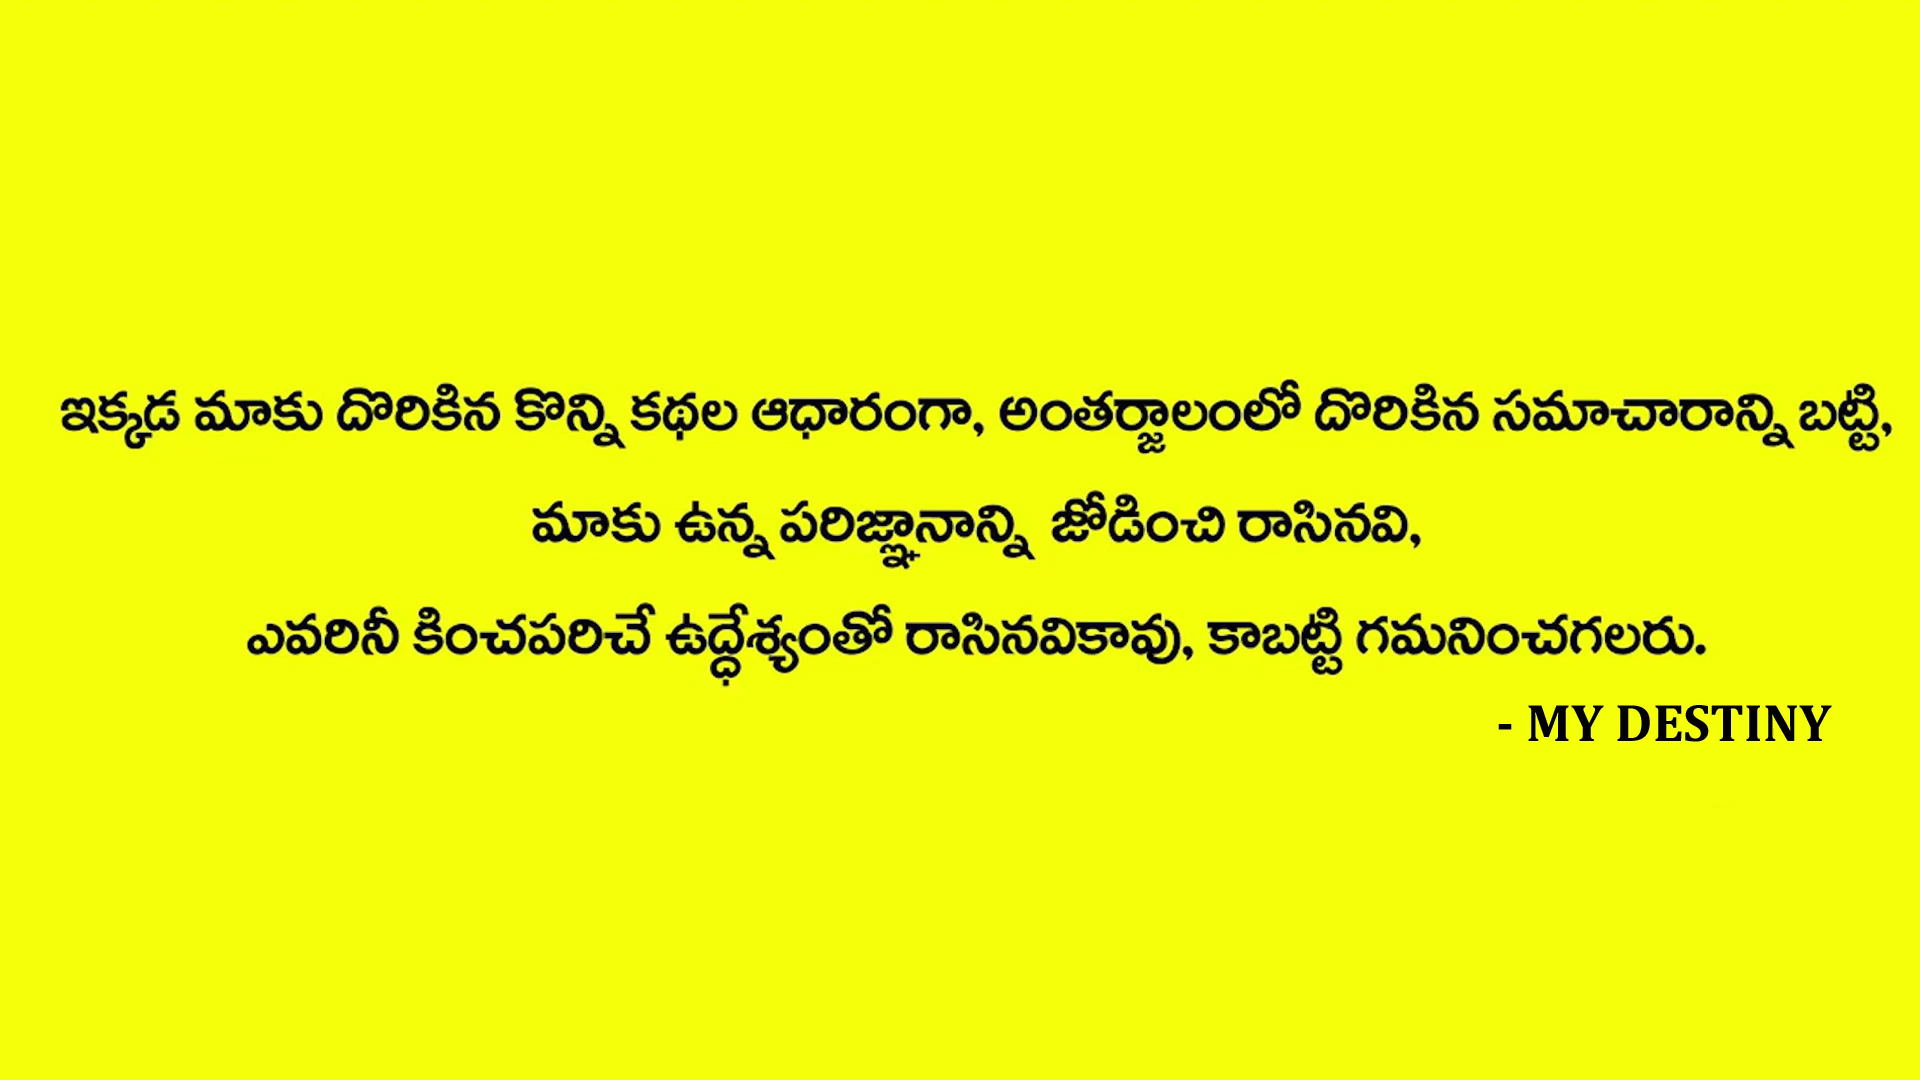 ఇక్కడ మాకు దొరికిన కొన్ని కథల ఆధారంగా, అంతర్జాలంలో దొరికిన సమాచారాన్ని బట్టి,
మాకు ఉన్న పరిజ్ఞానాన్ని జోడించి రాసినవి,
ఎవరినీ కించపరిచే ఉద్ధేశ్యంతో రాసినవికావు, కాబట్టి గమనించగలరు.
- MY DESTINY